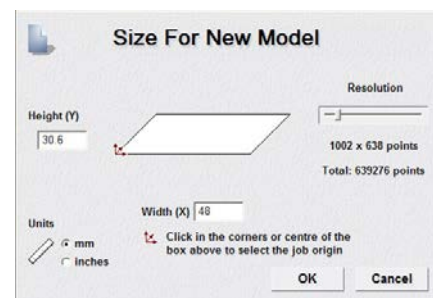 Size For New Model
Resolution
Height (Y)
30.6
1002 x 638 points
Total: 639276 points
Width (X) 48
Units
mm
inches
Click in the corners or centre of the
box above to select the job origin
OK Cancel